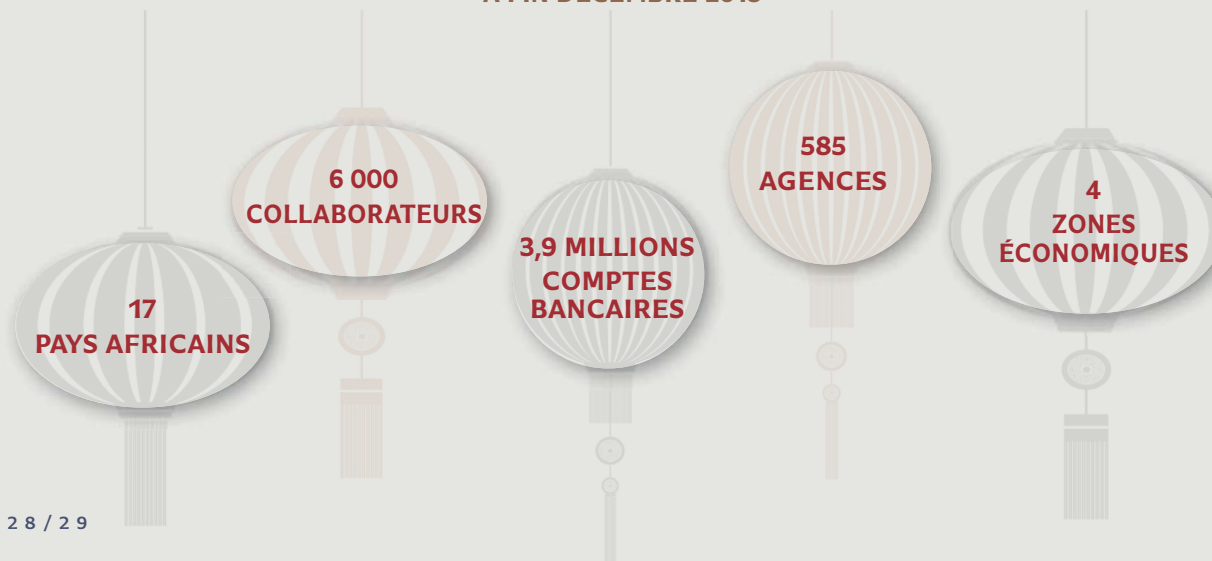 17
PAYS AFRICAINS
6 000
COLLABORATEURS
3,9 MILLIONS
COMPTES
BANCAIRES
585
AGENCES
4
ZONES
ÉCONOMIQUES
28/29